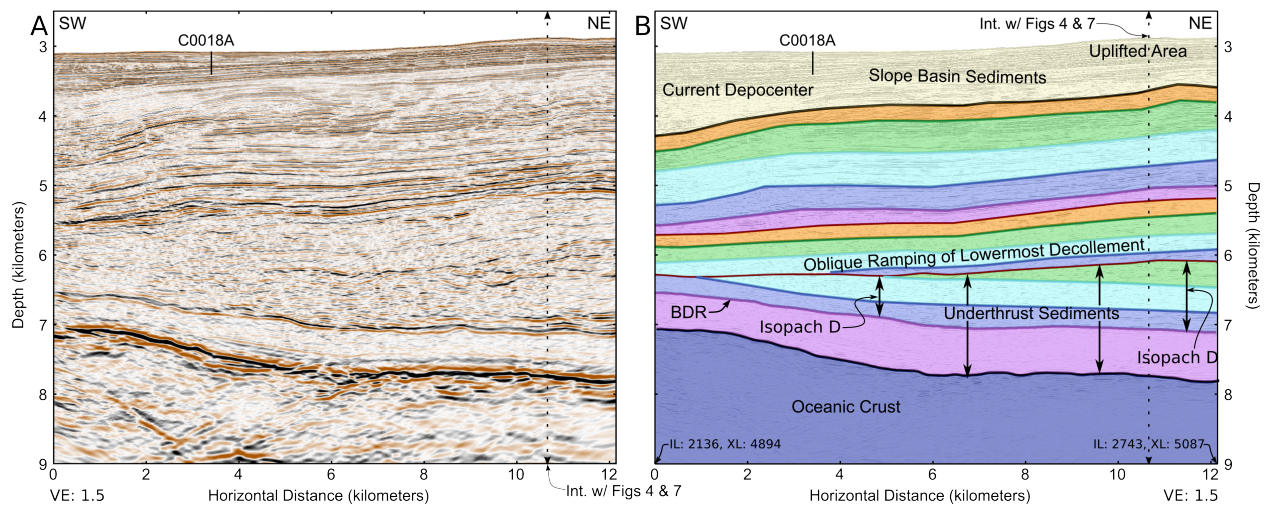 A
SW
NE
C0018A
3
4
5
6
7
8
9
Depth (kilometers)
0
2
4
6
8
10
12
VE: 1.5
Horizontal Distance (kilometers)
Int. w/ Figs 4 & 7
B
SW
Int. w/ Figs 4 & 7
NE
C0018A
Uplifted Area
Slope Basin Sediments
Current Depocenter
Oblique Ramping of Lowermost Decollement
BDR
Isopach D
Underthrust Sediments
Isopach D
Oceanic Crust
IL: 2136, XL: 4894
IL: 2743, XL: 5087
3
4
5
6
7
8
9
Depth (kilometers)
0
2
4
6
8
10
12
Horizontal Distance (kilometers)
VE: 1.5